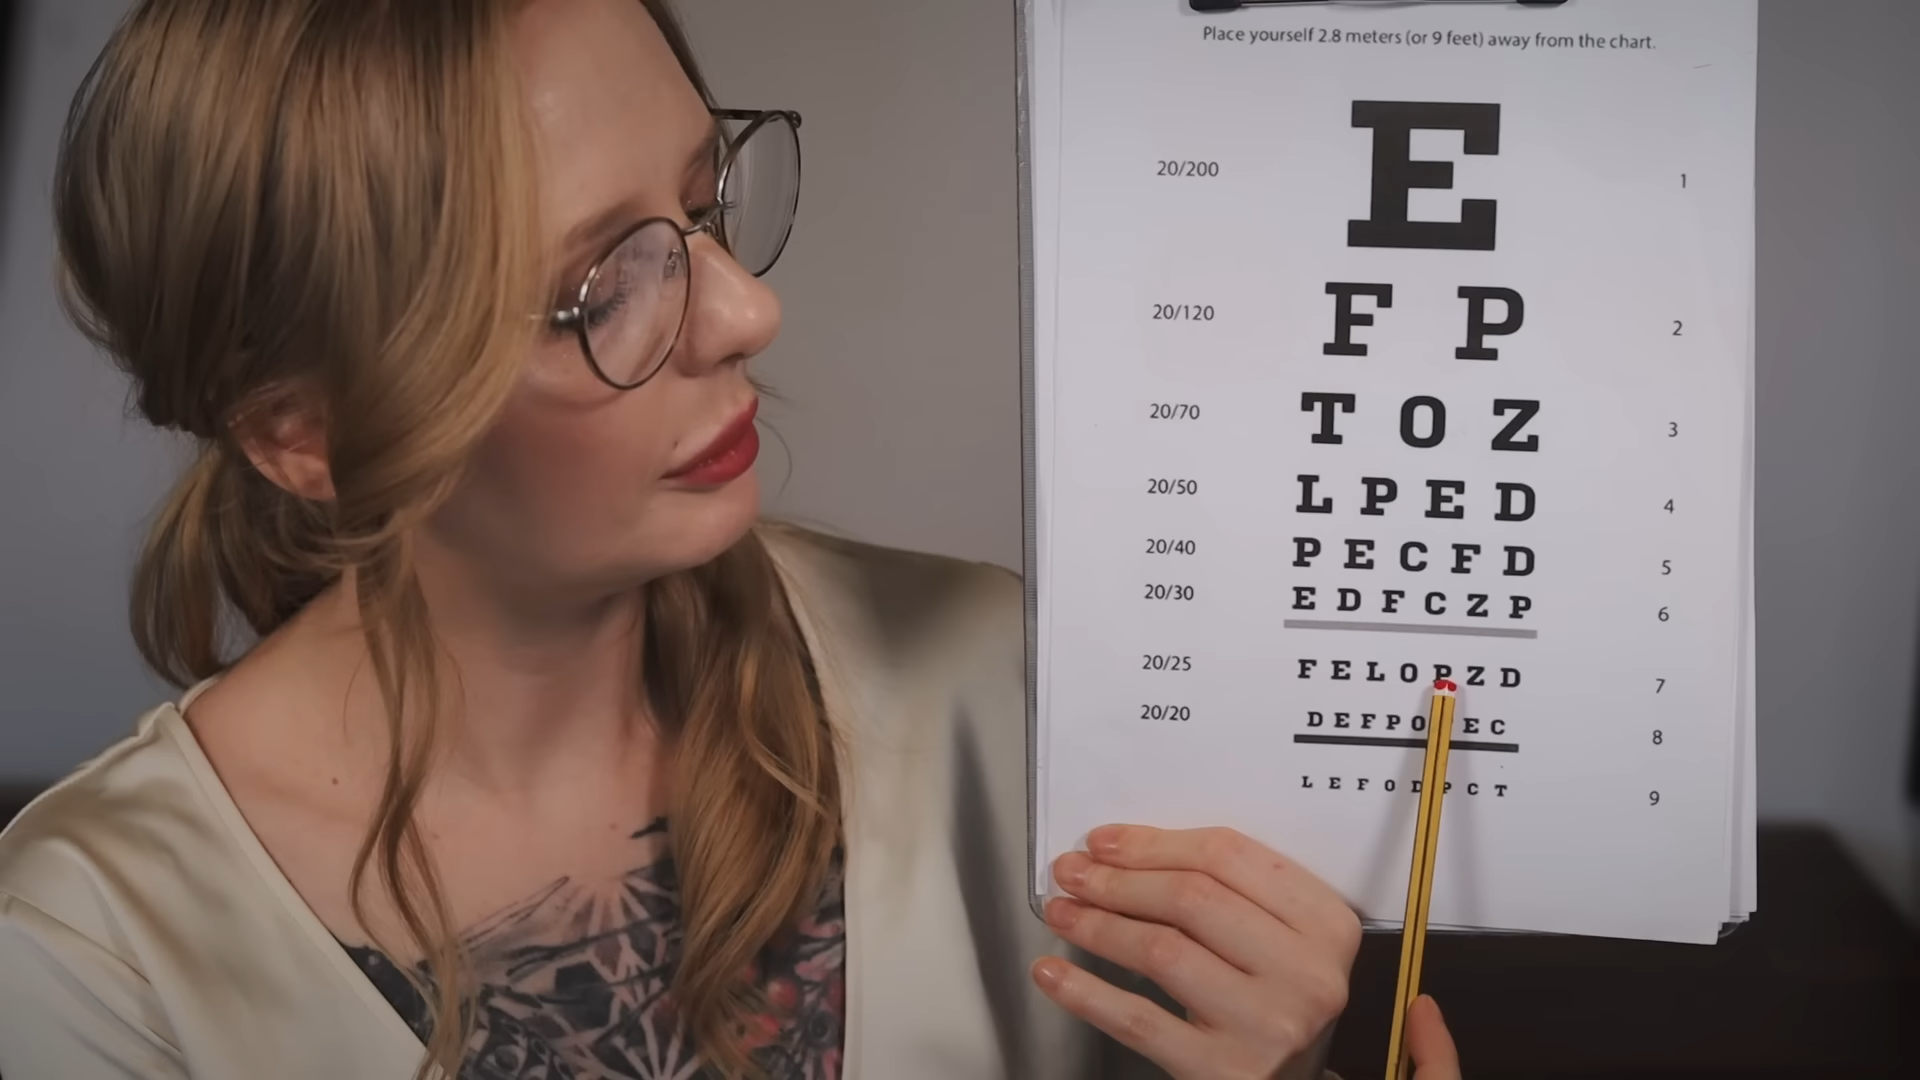 Place yourself 2.8 meters (or 9 feet) away from the chart.
20/200 E 1
20/120 F P 2
20/70 T O Z 3
20/50 L P E D 4
20/40 P E C F D 5
20/30 E D F C Z P 6
20/25 F E L O P Z D 7
20/20 D E F P O E C 8
L E F O D P C T 9